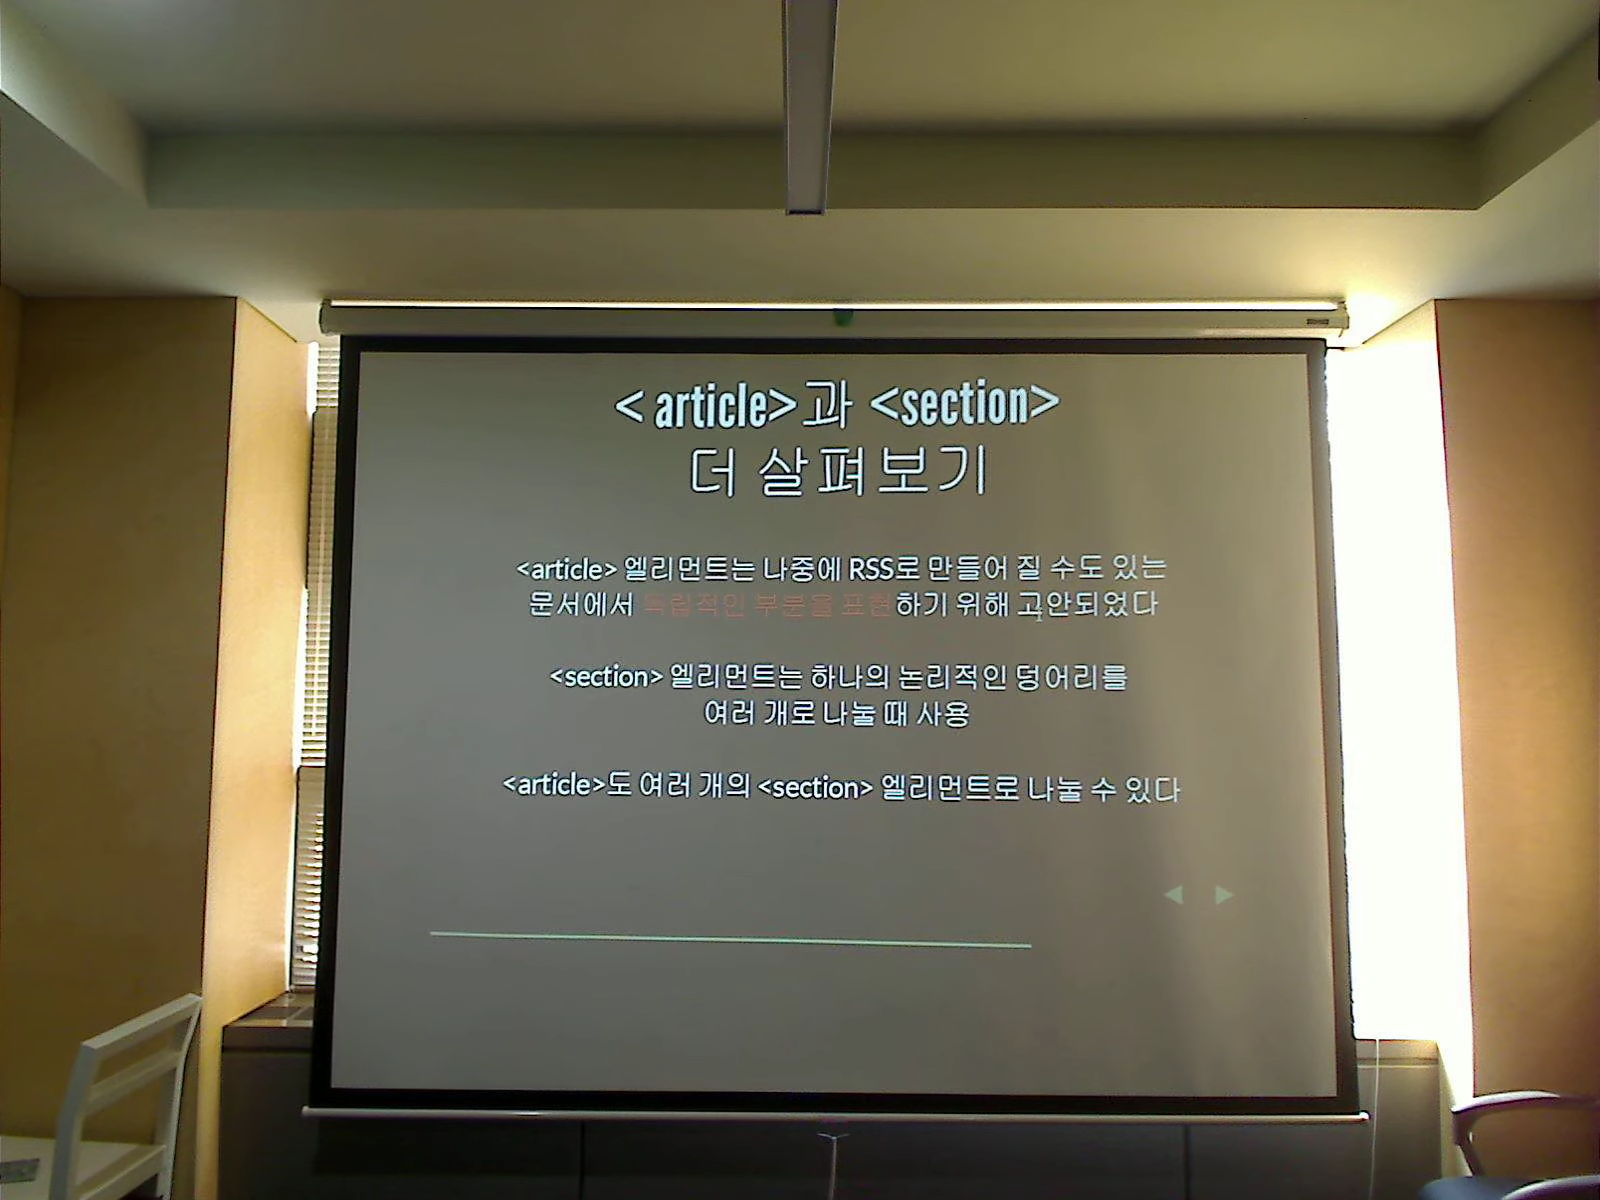 < article>과 <section>
더 살펴보기
<article> 엘리먼트는 나중에 RSS로 만들어 질 수도 있는
문서에서 독립적인 부분을 표현하기 위해 고안되었다
<section> 엘리먼트는 하나의 논리적인 덩어리를
여러 개로 나눌 때 사용
<article>도 여러 개의 <section> 엘리먼트로 나눌 수 있다